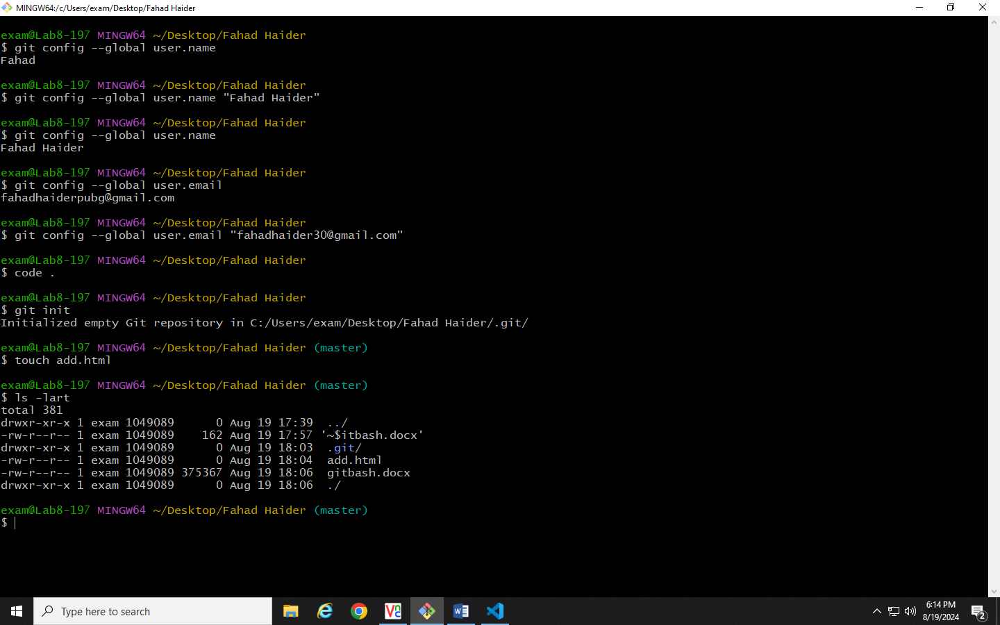 MINGW64:/c/Users/exam/Desktop/Fahad Haider
exam@Lab8-197 MINGW64 ~/Desktop/Fahad Haider
$ git config --global user.name
Fahad
exam@Lab8-197 MINGW64 ~/Desktop/Fahad Haider
$ git config --global user.name "Fahad Haider"
exam@Lab8-197 MINGW64 ~/Desktop/Fahad Haider
$ git config --global user.name
Fahad Haider
exam@Lab8-197 MINGW64 ~/Desktop/Fahad Haider
$ git config --global user.email
fahadhaiderpubg@gmail.com
exam@Lab8-197 MINGW64 ~/Desktop/Fahad Haider
$ git config --global user.email "fahadhaider30@gmail.com"
exam@Lab8-197 MINGW64 ~/Desktop/Fahad Haider
$ code .
exam@Lab8-197 MINGW64 ~/Desktop/Fahad Haider
$ git init
Initialized empty Git repository in C:/Users/exam/Desktop/Fahad Haider/.git/
exam@Lab8-197 MINGW64 ~/Desktop/Fahad Haider (master)
$ touch add.html
exam@Lab8-197 MINGW64 ~/Desktop/Fahad Haider (master)
$ ls -lart
total 381
drwxr-xr-x 1 exam 1049089      0 Aug 19 17:39  ../
-rw-r--r-- 1 exam 1049089    162 Aug 19 17:57 '~$itbash.docx'
drwxr-xr-x 1 exam 1049089      0 Aug 19 18:03  .git/
-rw-r--r-- 1 exam 1049089      0 Aug 19 18:04  add.html
-rw-r--r-- 1 exam 1049089 375367 Aug 19 18:06  gitbash.docx
drwxr-xr-x 1 exam 1049089      0 Aug 19 18:06  ./
exam@Lab8-197 MINGW64 ~/Desktop/Fahad Haider (master)
$
Type here to search
6:14 PM
8/19/2024
2